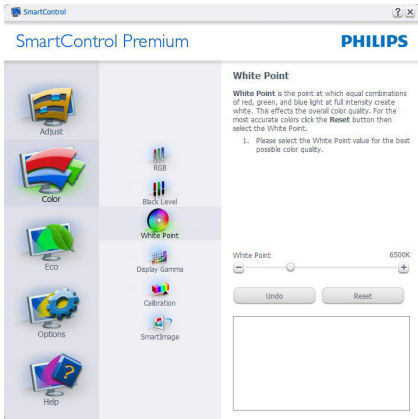 SmartControl
SmartControl Premium
PHILIPS
Adjust
Color
Eco
Options
Help
RGB
Black Level
White Point
Display Gamma
Calibration
SmartImage
White Point
White Point is the point at which equal combinations
of red, green, and blue light at full intensity create
white. This effects the overall color quality. For the
most accurate colors click the Reset button then
select the White Point.
1. Please select the White Point value for the best
possible color quality.
White Point 6500K
Undo Reset